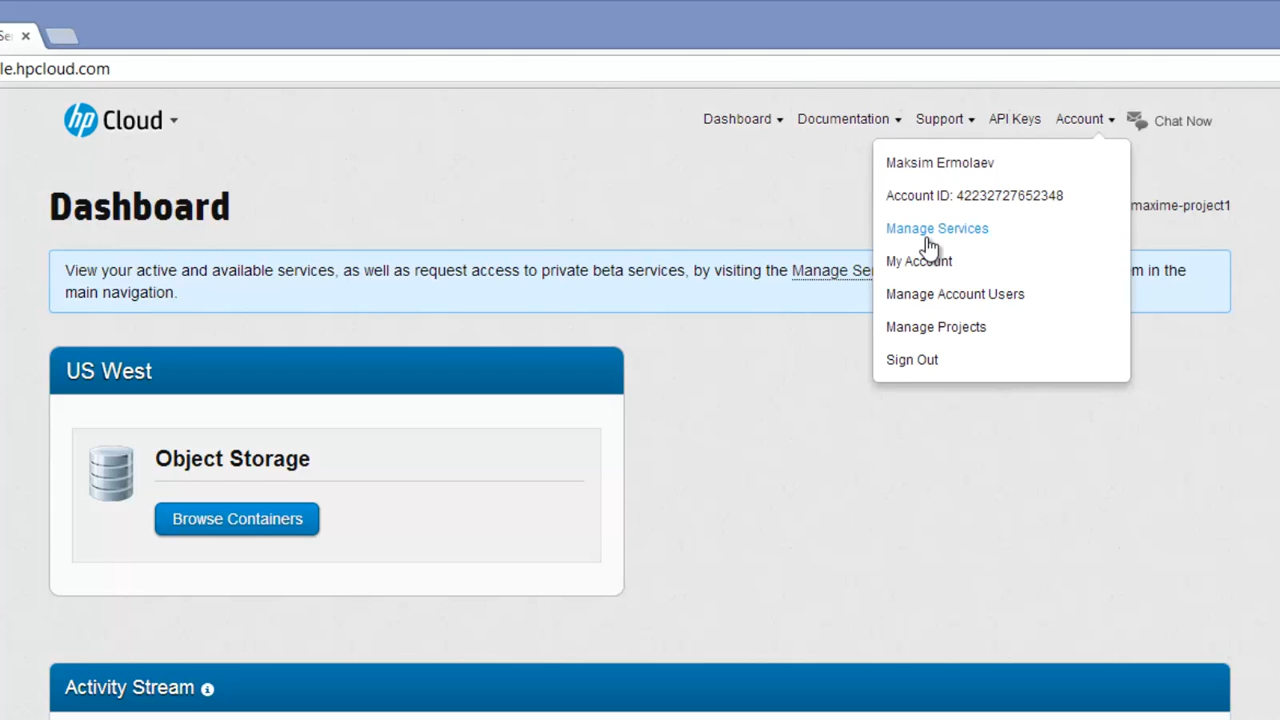 Se
le.hpcloud.com
hp Cloud
Dashboard Documentation Support API Keys Account Chat Now
Maksim Ermolaev
Account ID: 42232727652348
Manage Services
My Account
Manage Account Users
Manage Projects
Sign Out
Dashboard
maxime-project1
View your active and available services, as well as request access to private beta services, by visiting the Manage Se m in the
main navigation.
US West
Object Storage
Browse Containers
Activity Stream